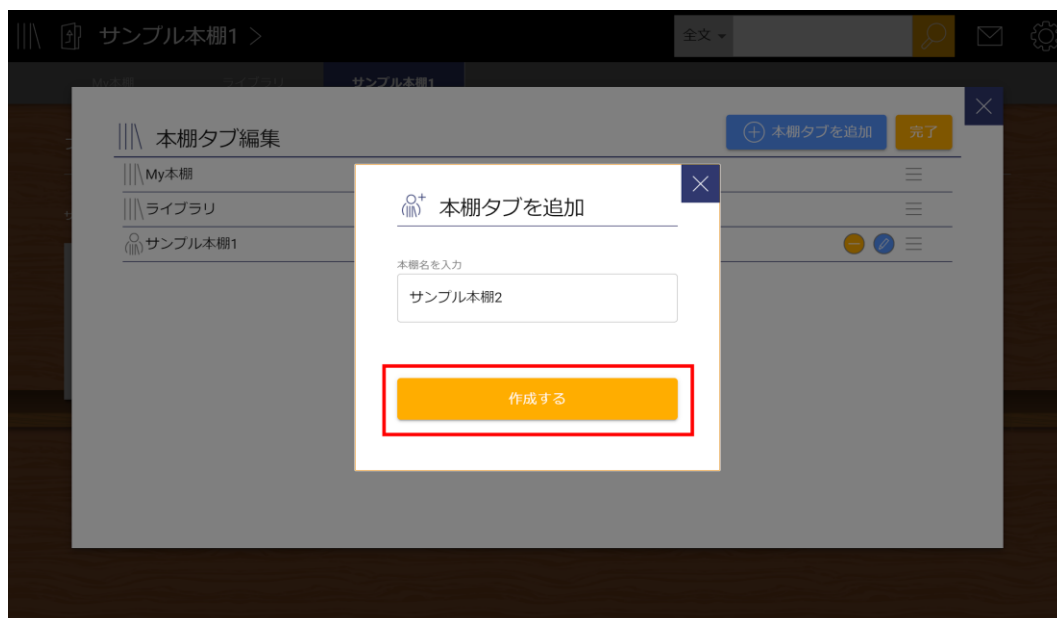 サンプル本棚1 >
全文
My本棚 ライブラリ サンプル本棚1
本棚タブ編集
本棚タブを追加 完了
My本棚
ライブラリ
サンプル本棚1
本棚タブを追加
本棚名を入力
サンプル本棚2
作成する